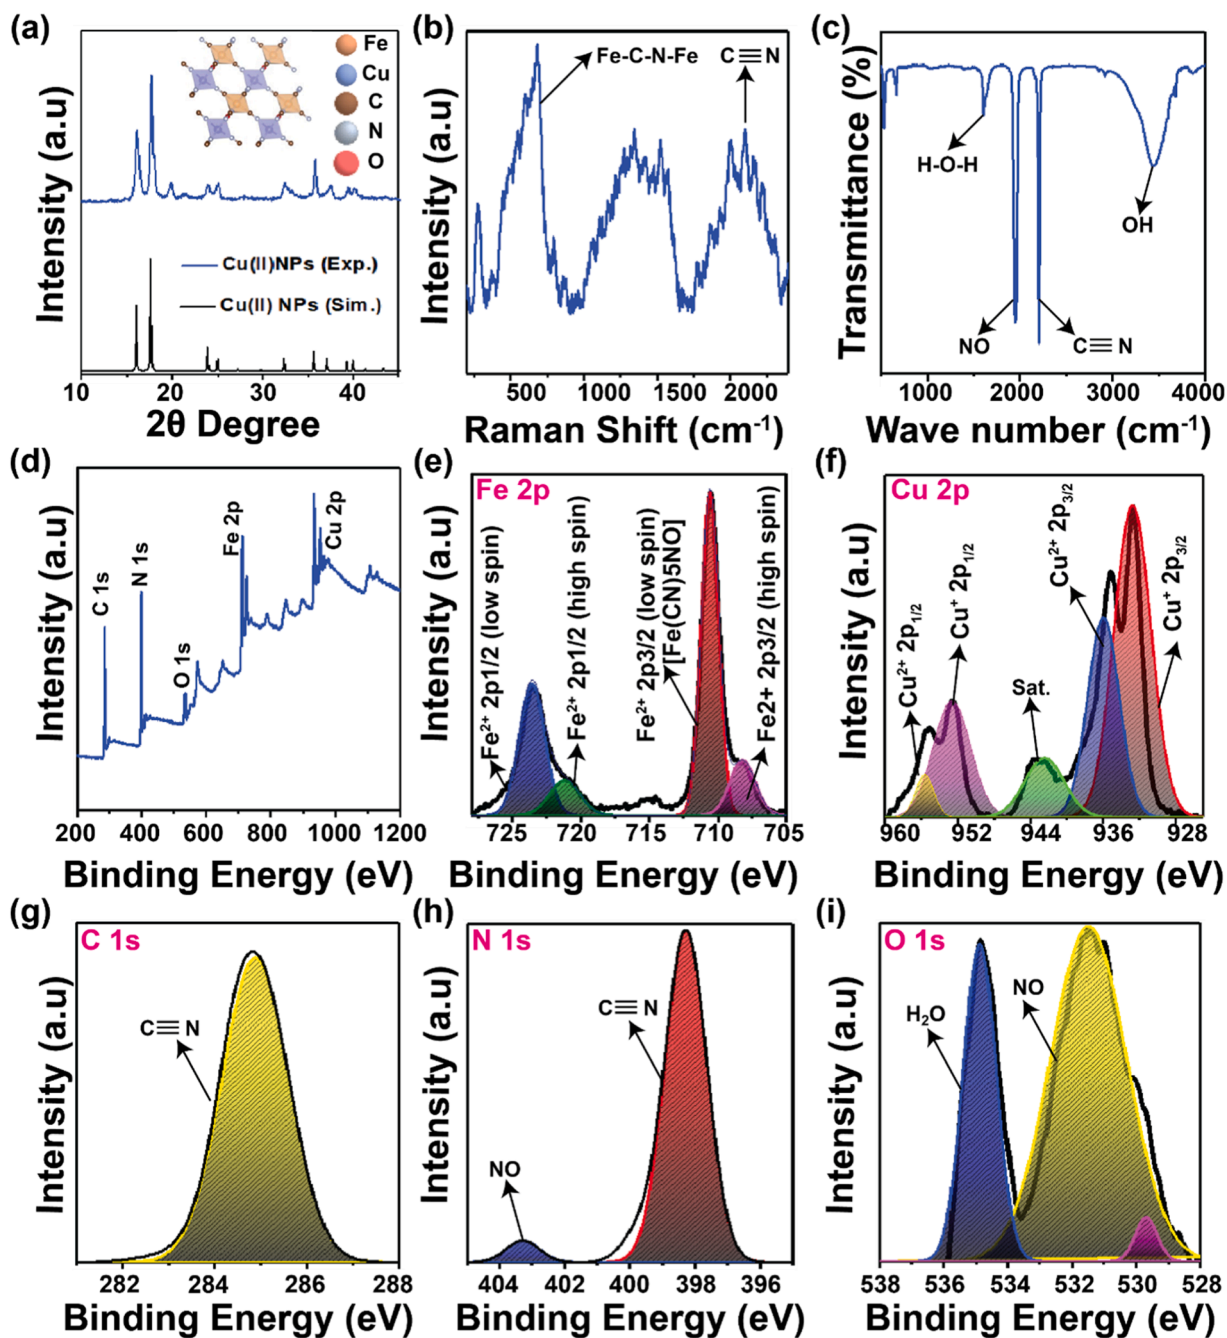 (a)
Fe
Cu
C
N
O
Cu(II)NPs (Exp.)
Cu(II) NPs (Sim.)
Intensity (a.u)
10 20 30 40
2θ Degree
(b)
Fe-C-N-Fe
C≡N
Intensity (a.u)
500 1000 1500 2000
Raman Shift (cm⁻¹)
(c)
H-O-H
OH
NO
C≡N
Transmittance (%)
1000 2000 3000 4000
Wave number (cm⁻¹)
(d)
C 1s
N 1s
O 1s
Fe 2p
Cu 2p
Intensity (a.u)
200 400 600 800 1000 1200
Binding Energy (eV)
(e)
Fe 2p
Fe²⁺ 2p1/2 (low spin)
Fe²⁺ 2p1/2 (high spin)
Fe²⁺ 2p3/2 (low spin)
[Fe(CN)5NO]
Fe2+ 2p3/2 (high spin)
Intensity (a.u)
725 720 715 710 705
Binding Energy (eV)
(f)
Cu 2p
Cu²⁺ 2p₁/₂
Cu⁺ 2p₁/₂
Sat.
Cu²⁺ 2p₃/₂
Cu⁺ 2p₃/₂
Intensity (a.u)
960 952 944 936 928
Binding Energy (eV)
(g)
C 1s
C≡N
Intensity (a.u)
282 284 286 288
Binding Energy (eV)
(h)
N 1s
C≡N
NO
Intensity (a.u)
404 402 400 398 396
Binding Energy (eV)
(i)
O 1s
H₂O
NO
Intensity (a.u)
538 536 534 532 530 528
Binding Energy (eV)